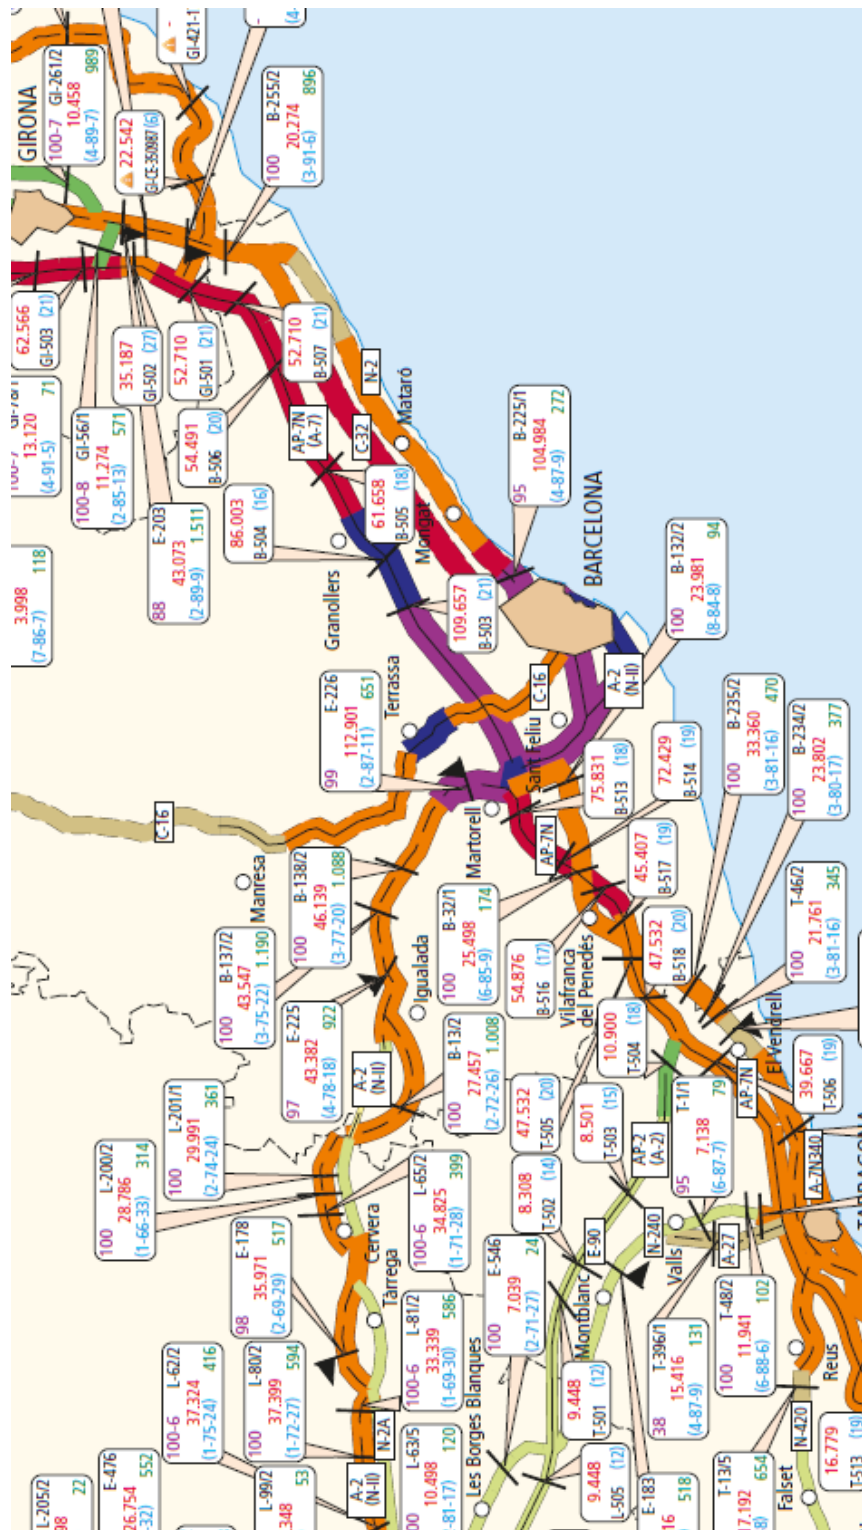 GI-421-1
(4-
GIRONA
100-7 GI-261/2
10.458
(4-89-7) 989
22.542
GI-CE-350987 (6)
100 B-255/2
20.274
(3-91-6) 896
62.566
GI-503 (21)
35.187
GI-502 (27)
52.710
GI-501 (21)
52.710
B-507 (21)
13.120
(4-91-5) 71
100-8 GI-56/1
11.274
(2-85-13) 571
54.491
B-506 (20)
AP-7N
(A-7)
C-32
N-2
Mataró
88 E-203
43.073
(2-89-9) 1.511
86.003
B-504 (16)
61.658
B-505 (18)
Mongat
95 B-225/1
104.984
(4-87-9) 272
3.998
(7-86-7) 118
Granollers
109.657
B-503 (21)
BARCELONA
100 B-132/2
23.981
(8-84-8) 94
99 E-226
112.901
(2-87-11) 651
Terrassa
C-16
A-2
(N-II)
Sant Feliu
75.831
B-513 (18)
72.429
B-514 (19)
100 B-235/2
33.360
(3-81-16) 470
100 B-234/2
23.802
(3-80-17) 377
C-16
Manresa
Martorell
AP-7N
100 B-138/2
46.139
(3-77-20) 1.088
45.407
B-517 (19)
100 T-46/2
21.761
(3-81-16) 345
100 B-137/2
43.547
(3-75-22) 1.190
Igualada
100 B-32/1
25.498
(6-85-9) 174
54.876
B-516 (17)
Vilafranca
del Penedés
47.532
B-518 (20)
97 E-225
43.382
(4-78-18) 922
A-2
(N-II)
100 B-13/2
27.457
(2-72-26) 1.008
10.900
T-504 (18)
El Vendrell
AP-7N
39.667
T-506 (19)
100 L-201/1
29.991
(2-74-24) 361
47.532
T-505 (20)
8.501
T-503 (15)
AP-2
(A-2)
95 T-1/1
7.138
(6-87-7) 79
A-7N340
100 L-200/2
28.786
(1-66-33) 314
100-6 L-65/2
34.825
(1-71-28) 399
8.308
T-502 (14)
E-90
N-240
Valls
A-27
98 E-178
35.971
(2-69-29) 517
Cervera
Tàrrega
100 E-546
7.039
(2-71-27) 24
Montblanc
100 T-48/2
11.941
(6-88-6) 102
100-6 L-62/2
37.324
(1-75-24) 416
100 L-80/2
37.399
(1-72-27) 594
100-6 L-81/2
33.339
(1-69-30) 586
Les Borges Blanques
9.448
T-501 (12)
38 T-396/1
15.416
(4-87-9) 131
Reus
N-2A
A-2
(N-II)
L-63/5
10.498
120
9.448
L-505 (12)
N-420
L-205/2
22
E-476
26.754
552
L-99/2
53
E-183
518
T-13/5
654
Falset
16.779
T-513 (19)